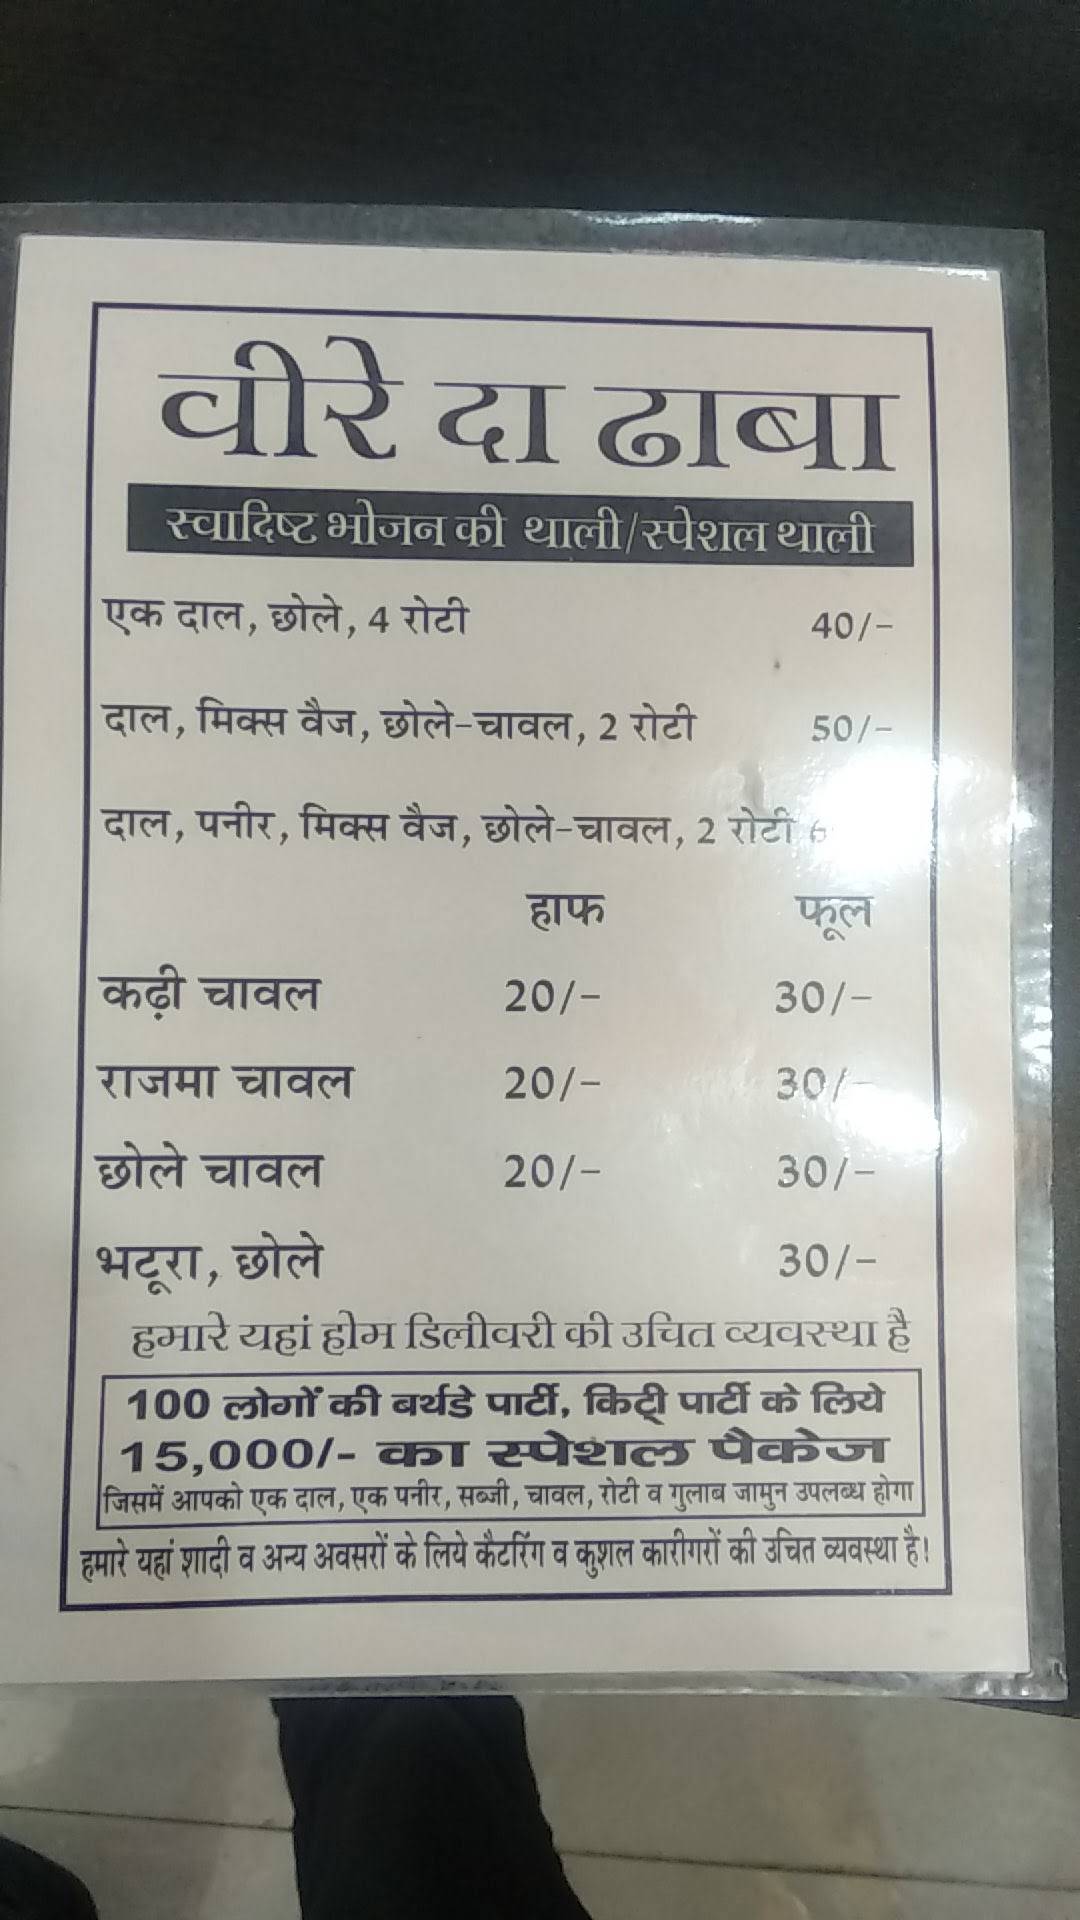 वीरे दा ढाबा
स्वादिष्ट भोजन की थाली/स्पेशल थाली
एक दाल, छोले, 4 रोटी 40/-
दाल, मिक्स वैज, छोले-चावल, 2 रोटी 50/-
दाल, पनीर, मिक्स वैज, छोले-चावल, 2 रोटी
हाफ फूल
कढ़ी चावल 20/- 30/-
राजमा चावल 20/- 30/-
छोले चावल 20/- 30/-
भटूरा, छोले 30/-
हमारे यहां होम डिलीवरी की उचित व्यवस्था है
100 लोगों की बर्थडे पार्टी, किट्री पार्टी के लिये
15,000/- का स्पेशल पैकेज
जिसमें आपको एक दाल, एक पनीर, सब्जी, चावल, रोटी व गुलाब जामुन उपलब्ध होगा
हमारे यहां शादी व अन्य अवसरों के लिये कैटरिंग व कुशल कारीगरों की उचित व्यवस्था है!